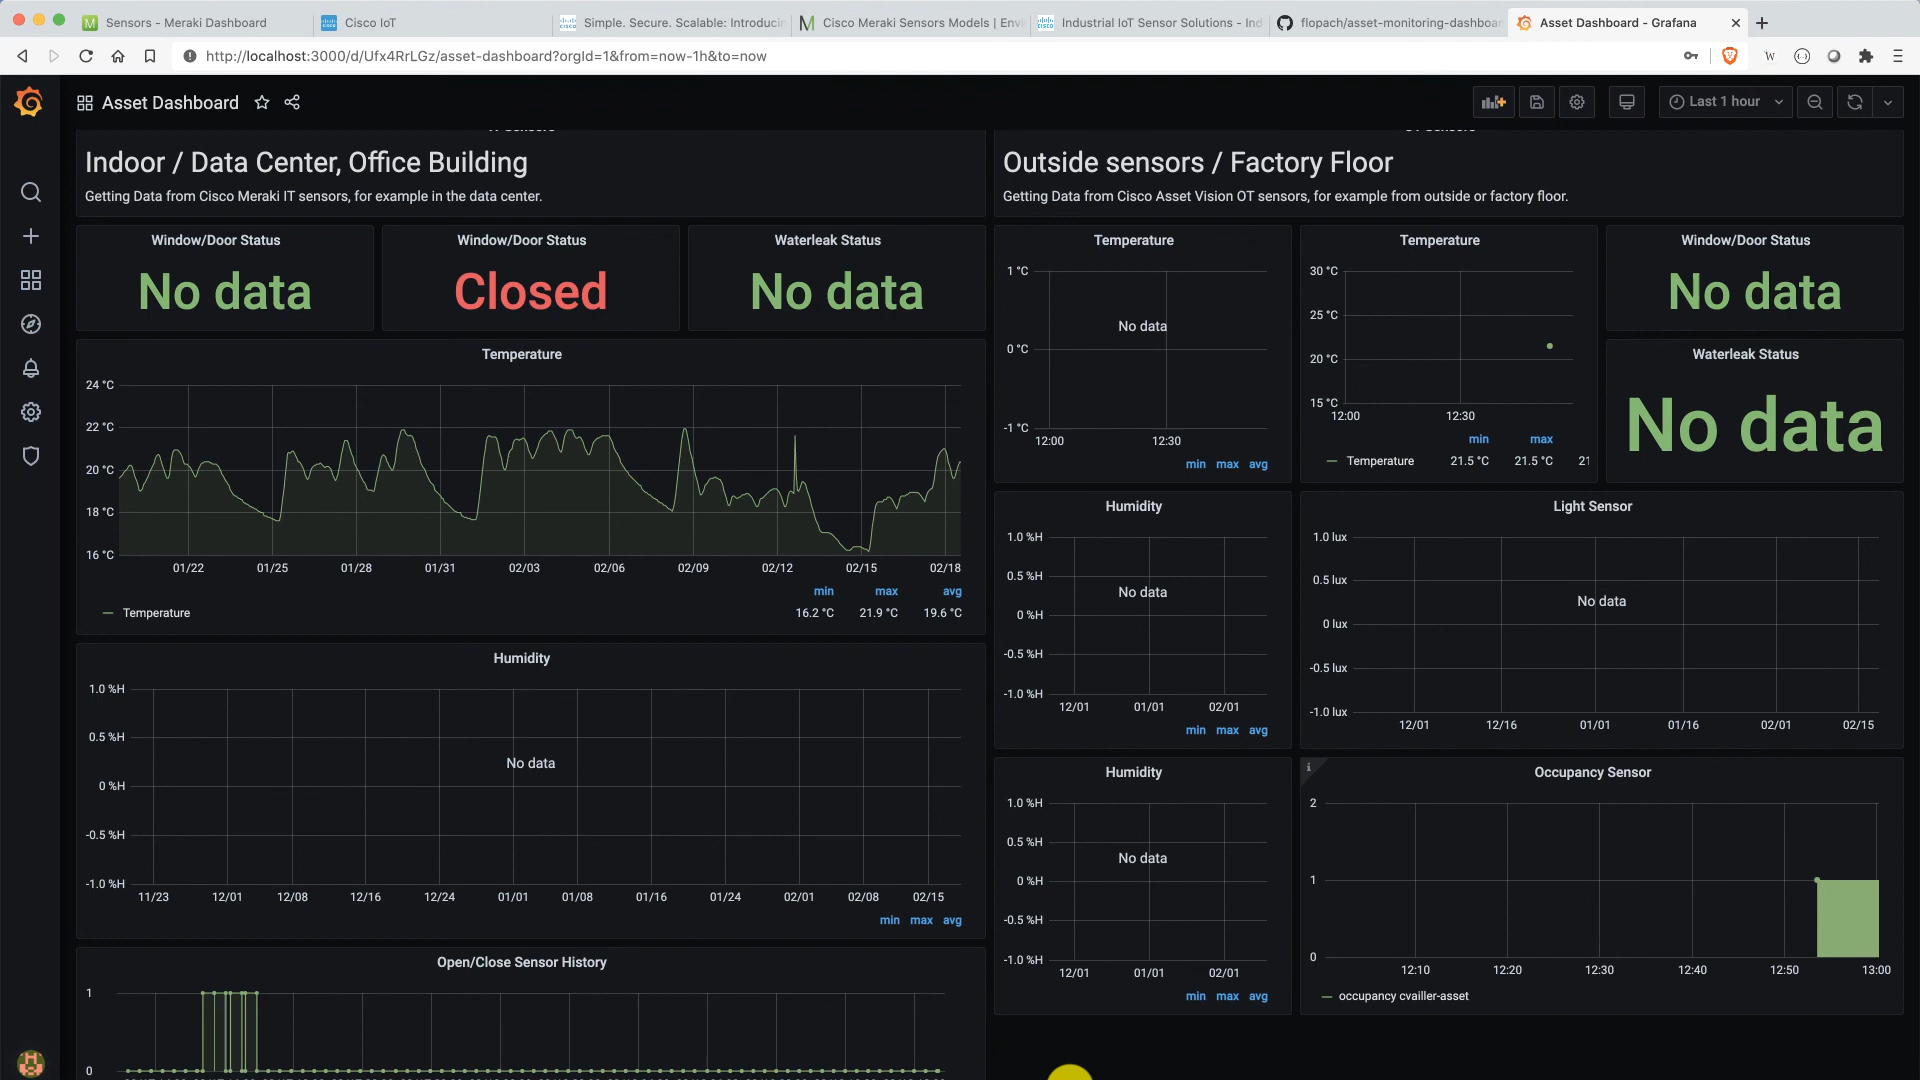 Sensors - Meraki Dashboard
Cisco IoT
Simple. Secure. Scalable: Introducin
Cisco Meraki Sensors Models | Envi
Industrial IoT Sensor Solutions - Ind
flopach/asset-monitoring-dashboar
Asset Dashboard - Grafana
http://localhost:3000/d/Ufx4RrLGz/asset-dashboard?orgId=1&from=now-1h&to=now
Asset Dashboard
Last 1 hour
Indoor / Data Center, Office Building
Getting Data from Cisco Meraki IT sensors, for example in the data center.
Window/Door Status
No data
Window/Door Status
Closed
Waterleak Status
No data
Temperature
24 °C
22 °C
20 °C
18 °C
16 °C
01/22 01/25 01/28 01/31 02/03 02/06 02/09 02/12 02/15 02/18
min max avg
Temperature 16.2 °C 21.9 °C 19.6 °C
Humidity
1.0 %H
0.5 %H
No data
0 %H
-0.5 %H
-1.0 %H
11/23 12/01 12/08 12/16 12/24 01/01 01/08 01/16 01/24 02/01 02/08 02/15
min max avg
Open/Close Sensor History
1
0
Outside sensors / Factory Floor
Getting Data from Cisco Asset Vision OT sensors, for example from outside or factory floor.
Temperature
1 °C
No data
0 °C
-1 °C
12:00 12:30
min max avg
Temperature
30 °C
25 °C
20 °C
15 °C
12:00 12:30
min max
Temperature 21.5 °C 21.5 °C 21
Window/Door Status
No data
Waterleak Status
No data
Humidity
1.0 %H
0.5 %H
No data
0 %H
-0.5 %H
-1.0 %H
12/01 01/01 02/01
min max avg
Light Sensor
1.0 lux
0.5 lux
No data
0 lux
-0.5 lux
-1.0 lux
12/01 12/16 01/01 01/16 02/01 02/15
Humidity
1.0 %H
0.5 %H
No data
0 %H
-0.5 %H
-1.0 %H
12/01 01/01 02/01
min max avg
Occupancy Sensor
2
1
0
12:10 12:20 12:30 12:40 12:50 13:00
occupancy cvailler-asset